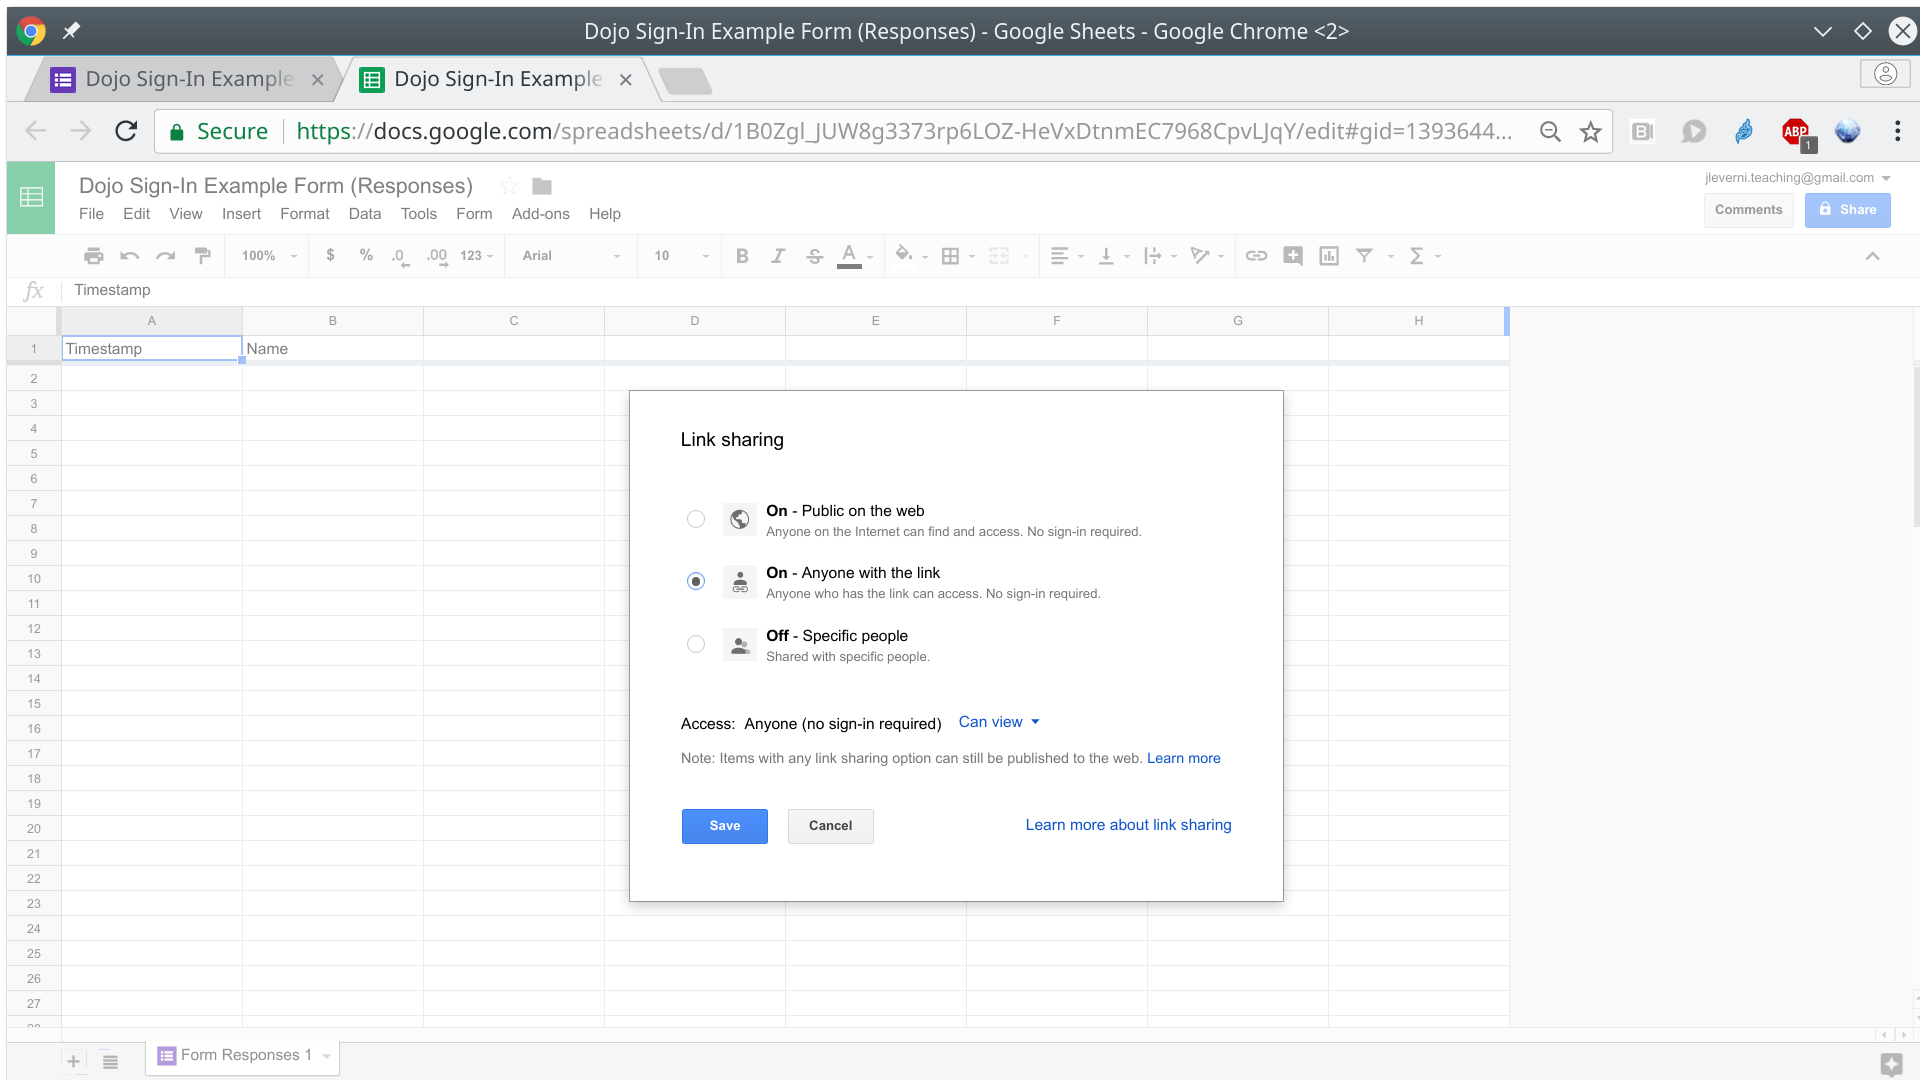 Dojo Sign-In Example Form (Responses) - Google Sheets - Google Chrome <2>
Dojo Sign-In Example
Dojo Sign-In Example
Secure
https://docs.google.com/spreadsheets/d/1B0Zgl_JUW8g3373rp6LOZ-HeVxDtnmEC7968CpvLJqY/edit#gid=1393644...
ABP
1
Dojo Sign-In Example Form (Responses)
jleverni.teaching@gmail.com
File Edit View Insert Format Data Tools Form Add-ons Help
Comments
Share
100% $ % .0 .00 123 Arial 10 B I S A Σ
fx Timestamp
A B C D E F G H
1 Timestamp Name
2
3
4
5
6
7
8
9
10
11
12
13
14
15
16
17
18
19
20
21
22
23
24
25
26
27
28
Link sharing
On - Public on the web
Anyone on the Internet can find and access. No sign-in required.
On - Anyone with the link
Anyone who has the link can access. No sign-in required.
Off - Specific people
Shared with specific people.
Access: Anyone (no sign-in required) Can view
Note: Items with any link sharing option can still be published to the web. Learn more
Save
Cancel
Learn more about link sharing
Form Responses 1